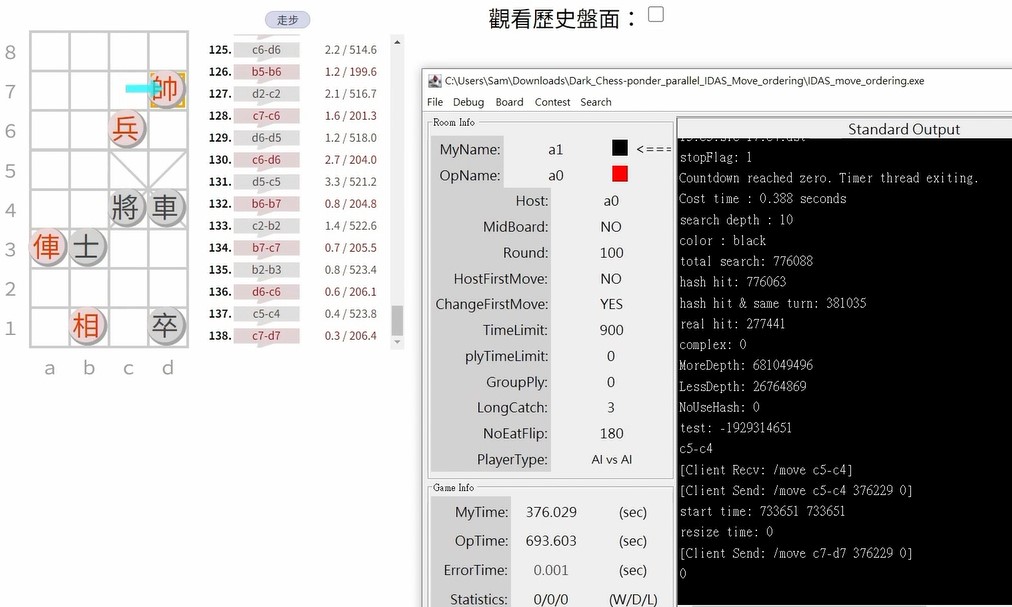 走步
觀看歷史盤面：
8
7
6
5
4
3
2
1
a b c d
帥
兵
將 車
俥 士
相 卒
125. c6-d6 2.2 / 514.6
126. b5-b6 1.2 / 199.6
127. d2-c2 2.1 / 516.7
128. c7-c6 1.6 / 201.3
129. d6-d5 1.2 / 518.0
130. c6-d6 2.7 / 204.0
131. d5-c5 3.3 / 521.2
132. b6-b7 0.8 / 204.8
133. c2-b2 1.4 / 522.6
134. b7-c7 0.7 / 205.5
135. b2-b3 0.8 / 523.4
136. d6-c6 0.6 / 206.1
137. c5-c4 0.4 / 523.8
138. c7-d7 0.3 / 206.4
C:\Users\Sam\Downloads\Dark_Chess-ponder_parallel_IDAS_Move_ordering\IDAS_move_ordering.exe
File Debug Board Contest Search
Room Info
MyName: a1 <===
OpName: a0
Host: a0
MidBoard: NO
Round: 100
HostFirstMove: NO
ChangeFirstMove: YES
TimeLimit: 900
plyTimeLimit: 0
GroupPly: 0
LongCatch: 3
NoEatFlip: 180
PlayerType: AI vs AI
Game Info
MyTime: 376.029 (sec)
OpTime: 693.603 (sec)
ErrorTime: 0.001 (sec)
Statistics: 0/0/0 (W/D/L)
Standard Output
stopFlag: 1
Countdown reached zero. Timer thread exiting.
Cost time : 0.388 seconds
search depth : 10
color : black
total search: 776088
hash hit: 776063
hash hit & same turn: 381035
real hit: 277441
complex: 0
MoreDepth: 681049496
LessDepth: 26764869
NoUseHash: 0
test: -1929314651
c5-c4
[Client Recv: /move c5-c4]
[Client Send: /move c5-c4 376229 0]
start time: 733651 733651
resize time: 0
[Client Send: /move c7-d7 376229 0]
0